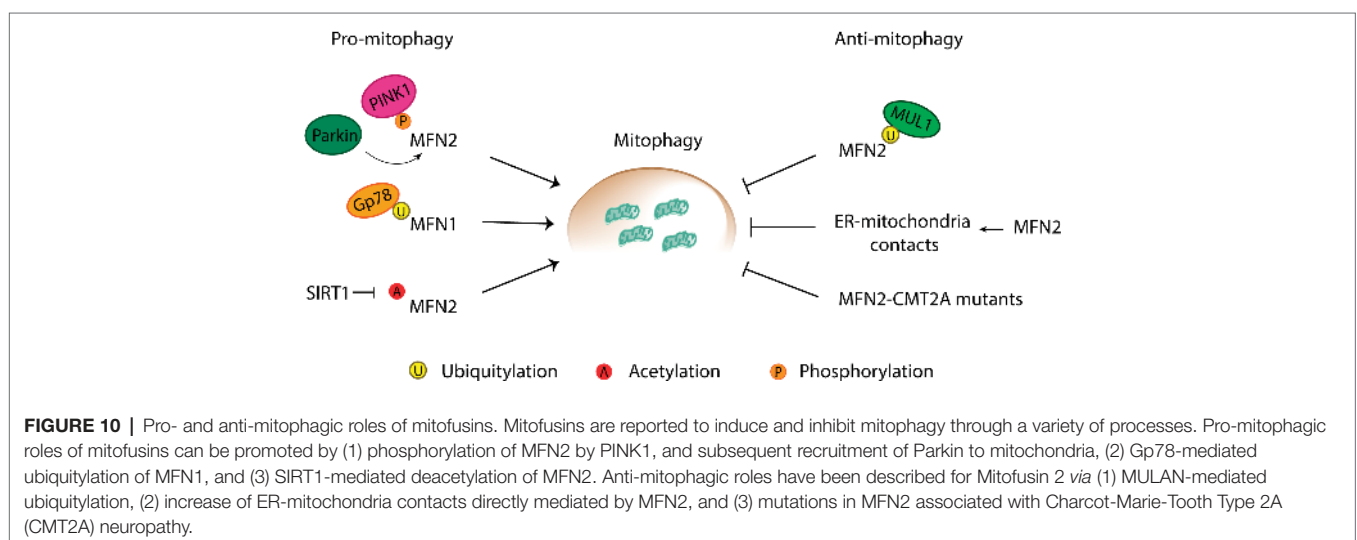 Pro-mitophagy
Anti-mitophagy
PINK1
P
Parkin
MFN2
Gp78
U
MFN1
SIRT1
A
MFN2
Mitophagy
MUL1
U
MFN2
ER-mitochondria
contacts
MFN2
MFN2-CMT2A mutants
U Ubiquitylation
A Acetylation
P Phosphorylation
FIGURE 10 | Pro- and anti-mitophagic roles of mitofusins. Mitofusins are reported to induce and inhibit mitophagy through a variety of processes. Pro-mitophagic
roles of mitofusins can be promoted by (1) phosphorylation of MFN2 by PINK1, and subsequent recruitment of Parkin to mitochondria, (2) Gp78-mediated
ubiquitylation of MFN1, and (3) SIRT1-mediated deacetylation of MFN2. Anti-mitophagic roles have been described for Mitofusin 2 via (1) MULAN-mediated
ubiquitylation, (2) increase of ER-mitochondria contacts directly mediated by MFN2, and (3) mutations in MFN2 associated with Charcot-Marie-Tooth Type 2A
(CMT2A) neuropathy.